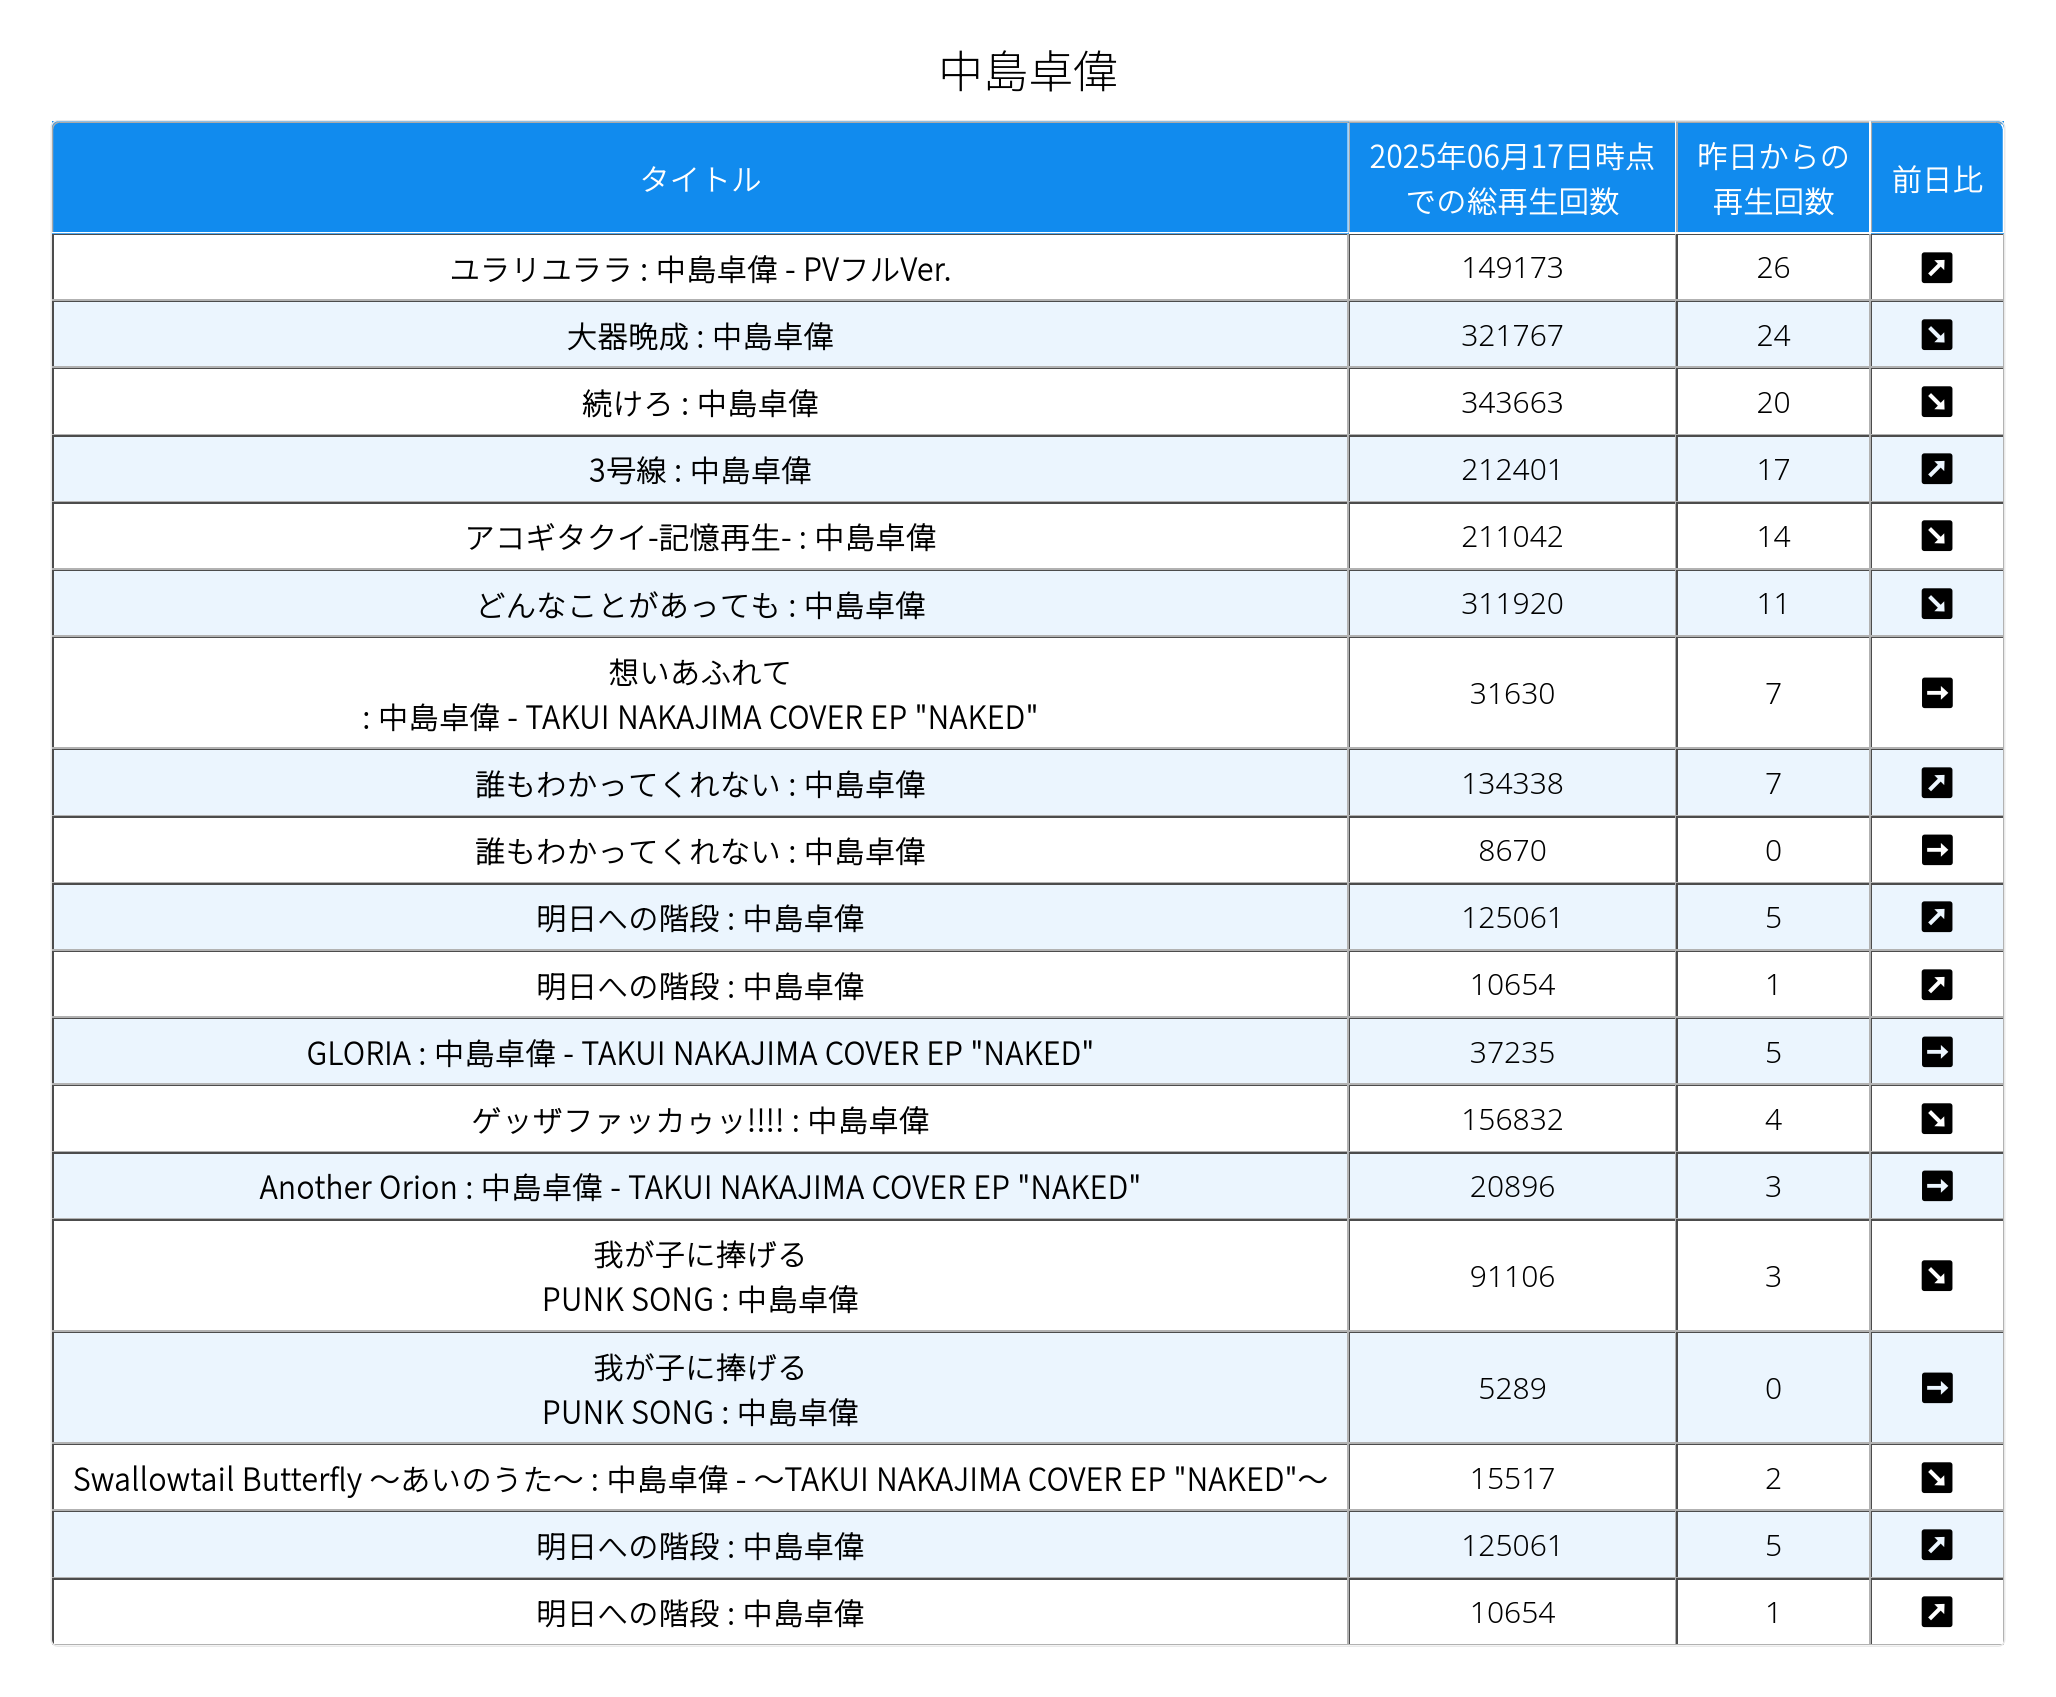 中島卓偉
タイトル
2025年06月17日時点
での総再生回数
昨日からの
再生回数
前日比
ユラリユララ : 中島卓偉 - PVフルVer.
149173
26
大器晩成 : 中島卓偉
321767
24
続けろ : 中島卓偉
343663
20
3号線 : 中島卓偉
212401
17
アコギタクイ-記憶再生- : 中島卓偉
211042
14
どんなことがあっても : 中島卓偉
311920
11
想いあふれて
: 中島卓偉 - TAKUI NAKAJIMA COVER EP "NAKED"
31630
7
誰もわかってくれない : 中島卓偉
134338
7
誰もわかってくれない : 中島卓偉
8670
0
明日への階段 : 中島卓偉
125061
5
明日への階段 : 中島卓偉
10654
1
GLORIA : 中島卓偉 - TAKUI NAKAJIMA COVER EP "NAKED"
37235
5
ゲッザファッカゥッ!!!! : 中島卓偉
156832
4
Another Orion : 中島卓偉 - TAKUI NAKAJIMA COVER EP "NAKED"
20896
3
我が子に捧げる
PUNK SONG : 中島卓偉
91106
3
我が子に捧げる
PUNK SONG : 中島卓偉
5289
0
Swallowtail Butterfly 〜あいのうた〜 : 中島卓偉 - 〜TAKUI NAKAJIMA COVER EP "NAKED"〜
15517
2
明日への階段 : 中島卓偉
125061
5
明日への階段 : 中島卓偉
10654
1